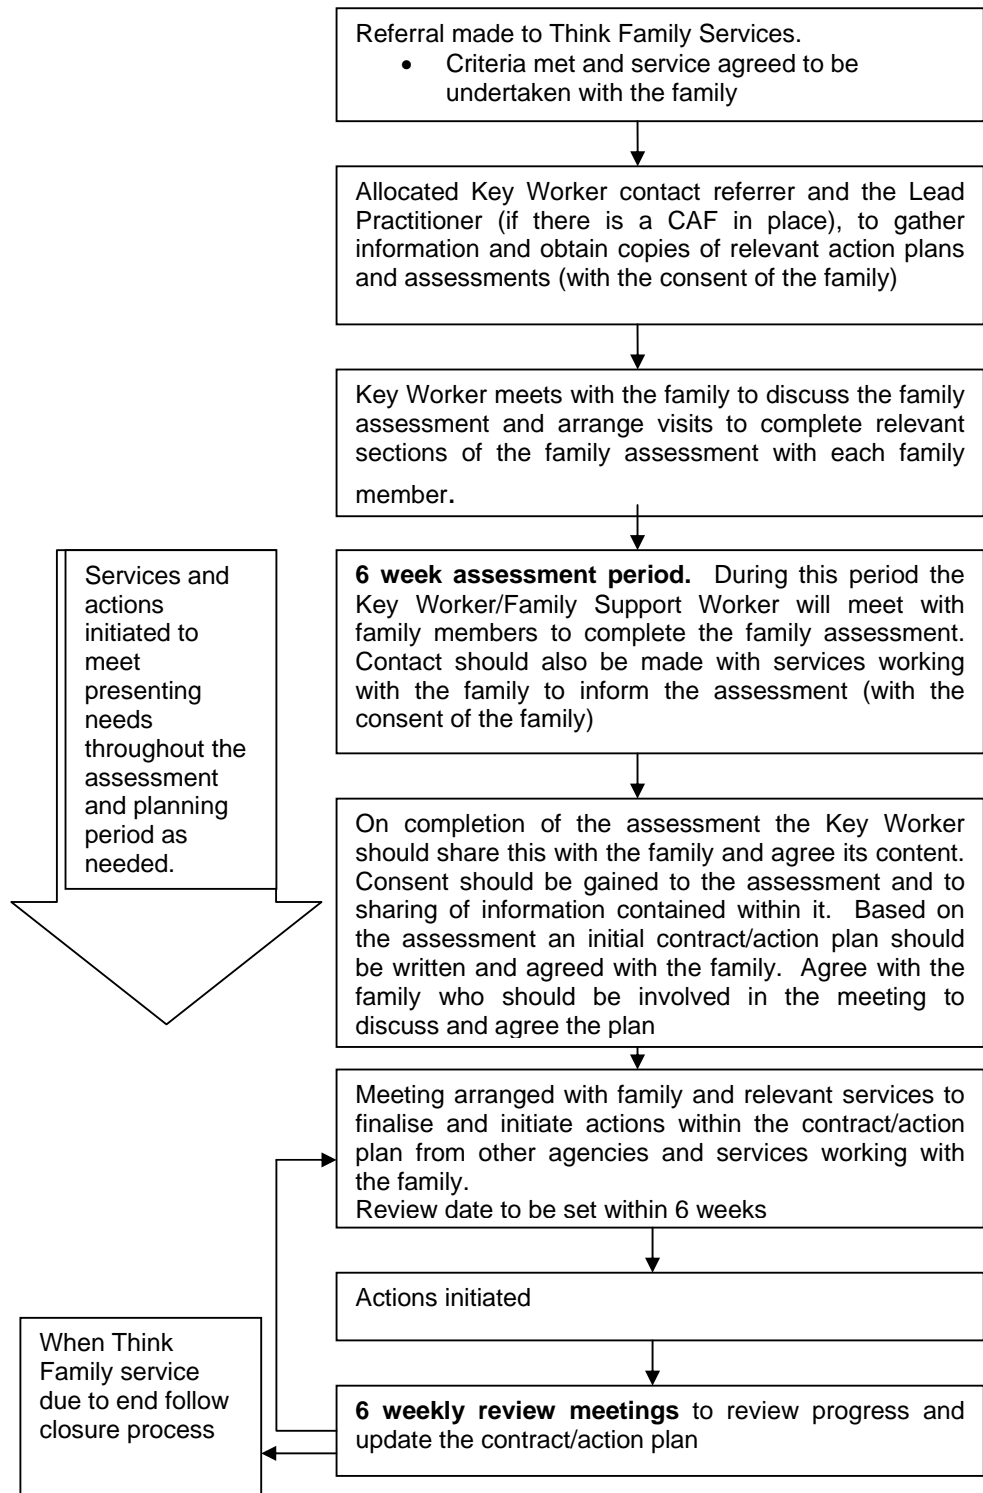 Referral made to Think Family Services.
• Criteria met and service agreed to be
undertaken with the family
Allocated Key Worker contact referrer and the Lead
Practitioner (if there is a CAF in place), to gather
information and obtain copies of relevant action plans
and assessments (with the consent of the family)
Key Worker meets with the family to discuss the family
assessment and arrange visits to complete relevant
sections of the family assessment with each family
member.
Services and
actions
initiated to
meet
presenting
needs
throughout the
assessment
and planning
period as
needed.
6 week assessment period. During this period the
Key Worker/Family Support Worker will meet with
family members to complete the family assessment.
Contact should also be made with services working
with the family to inform the assessment (with the
consent of the family)
On completion of the assessment the Key Worker
should share this with the family and agree its content.
Consent should be gained to the assessment and to
sharing of information contained within it. Based on
the assessment an initial contract/action plan should
be written and agreed with the family. Agree with the
family who should be involved in the meeting to
discuss and agree the plan
Meeting arranged with family and relevant services to
finalise and initiate actions within the contract/action
plan from other agencies and services working with
the family.
Review date to be set within 6 weeks
Actions initiated
When Think
Family service
due to end follow
closure process
6 weekly review meetings to review progress and
update the contract/action plan